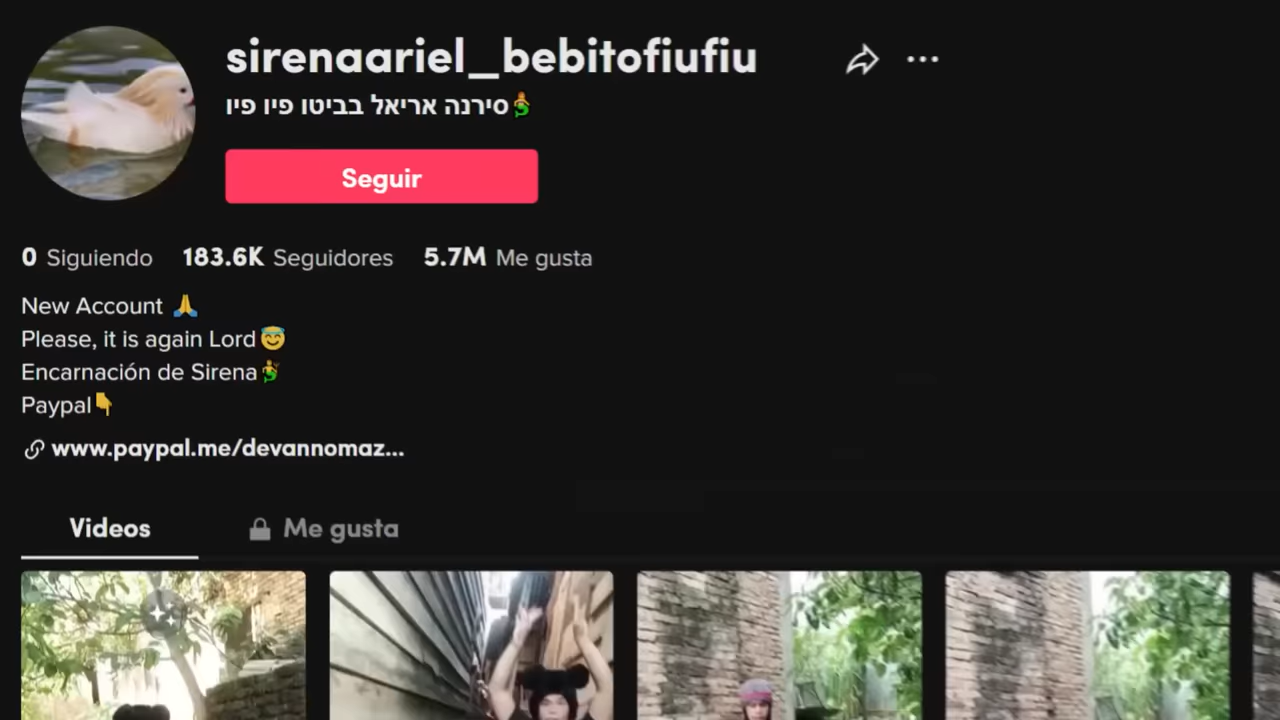 sirenaariel_bebitofiufiu
סירנה אריאל בביטו פיו פיו🧜‍♂️
Seguir
0 Siguiendo 183.6K Seguidores 5.7M Me gusta
New Account 🙏
Please, it is again Lord😇
Encarnación de Sirena🧜‍♂️
Paypal👇
www.paypal.me/devannomaz...
Videos Me gusta